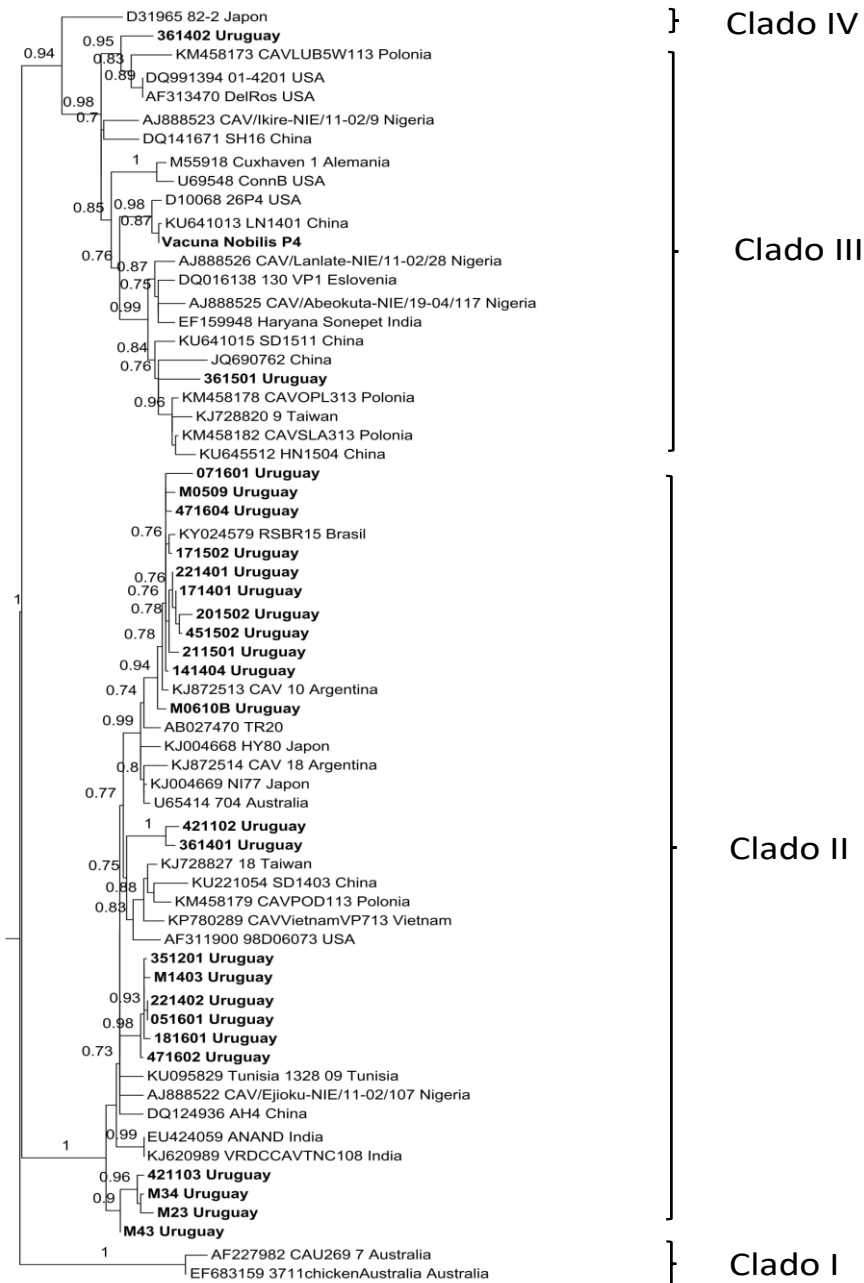 D31965 82-2 Japon
Clado IV
0.95
361402 Uruguay
0.94
0.83
KM458173 CAVLUB5W113 Polonia
0.89
DQ991394 01-4201 USA
AF313470 DelRos USA
0.98
0.7
AJ888523 CAV/Ikire-NIE/11-02/9 Nigeria
DQ141671 SH16 China
1
M55918 Cuxhaven 1 Alemania
U69548 ConnB USA
0.85
0.98
D10068 26P4 USA
0.87
KU641013 LN1401 China
Vacuna Nobilis P4
Clado III
0.76
0.87
AJ888526 CAV/Lanlate-NIE/11-02/28 Nigeria
0.75
DQ016138 130 VP1 Eslovenia
0.99
AJ888525 CAV/Abeokuta-NIE/19-04/117 Nigeria
EF159948 Haryana Sonepet India
0.84
KU641015 SD1511 China
0.76
JQ690762 China
361501 Uruguay
0.96
KM458178 CAVOPL313 Polonia
KJ728820 9 Taiwan
KM458182 CAVSLA313 Polonia
KU645512 HN1504 China
071601 Uruguay
M0509 Uruguay
471604 Uruguay
0.76
KY024579 RSBR15 Brasil
171502 Uruguay
0.76
221401 Uruguay
0.76
171401 Uruguay
1
0.78
201502 Uruguay
0.78
451502 Uruguay
211501 Uruguay
0.94
141404 Uruguay
0.74
KJ872513 CAV 10 Argentina
M0610B Uruguay
0.99
AB027470 TR20
KJ004668 HY80 Japon
0.8
KJ872514 CAV 18 Argentina
KJ004669 NI77 Japon
0.77
U65414 704 Australia
1
421102 Uruguay
361401 Uruguay
Clado II
0.75
KJ728827 18 Taiwan
0.88
KU221054 SD1403 China
0.83
KM458179 CAVPOD113 Polonia
KP780289 CAVVietnamVP713 Vietnam
AF311900 98D06073 USA
351201 Uruguay
M1403 Uruguay
0.93
221402 Uruguay
0.98
051601 Uruguay
181601 Uruguay
0.73
471602 Uruguay
KU095829 Tunisia 1328 09 Tunisia
AJ888522 CAV/Ejioku-NIE/11-02/107 Nigeria
DQ124936 AH4 China
0.99
EU424059 ANAND India
1
KJ620989 VRDCCAVTNC108 India
0.96
421103 Uruguay
0.9
M34 Uruguay
M23 Uruguay
M43 Uruguay
1
AF227982 CAU269 7 Australia
Clado I
EF683159 3711chickenAustralia Australia